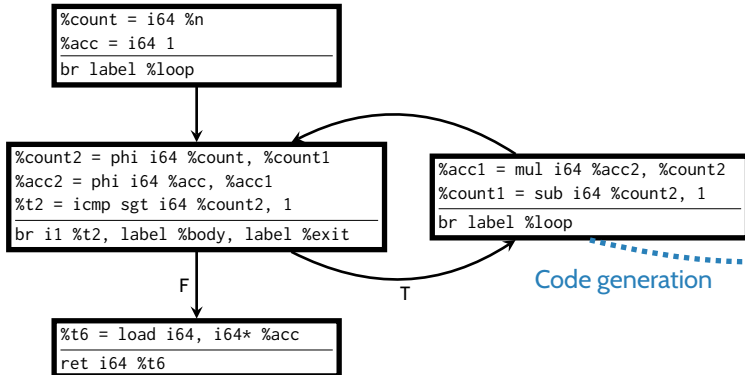 %count = i64 %n
%acc = i64 1
br label %loop
%count2 = phi i64 %count, %count1
%acc2 = phi i64 %acc, %acc1
%t2 = icmp sgt i64 %count2, 1
br i1 %t2, label %body, label %exit
%acc1 = mul i64 %acc2, %count2
%count1 = sub i64 %count2, 1
br label %loop
Code generation
F
T
%t6 = load i64, i64* %acc
ret i64 %t6